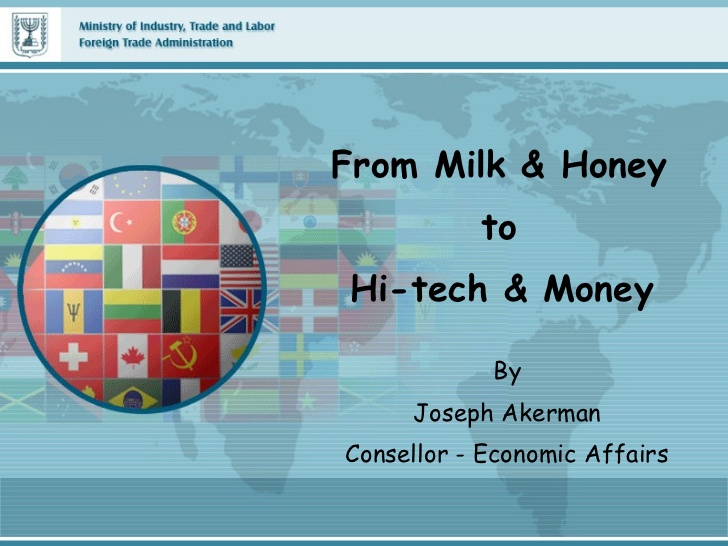 Ministry of Industry, Trade and Labor
Foreign Trade Administration
From Milk & Honey
to
Hi-tech & Money
By
Joseph Akerman
Consellor - Economic Affairs